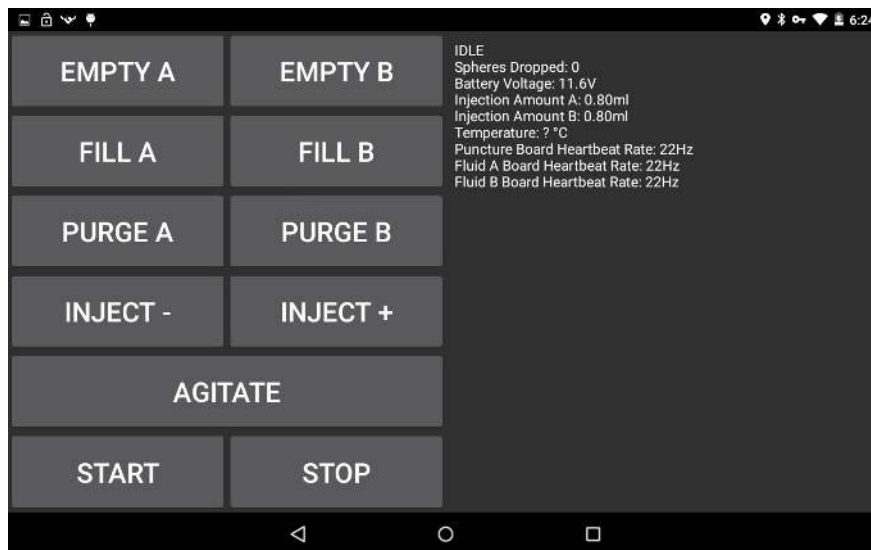 6:24
EMPTY A
EMPTY B
FILL A
FILL B
PURGE A
PURGE B
INJECT -
INJECT +
AGITATE
START
STOP
IDLE
Spheres Dropped: 0
Battery Voltage: 11.6V
Injection Amount A: 0.80ml
Injection Amount B: 0.80ml
Temperature: ? °C
Puncture Board Heartbeat Rate: 22Hz
Fluid A Board Heartbeat Rate: 22Hz
Fluid B Board Heartbeat Rate: 22Hz